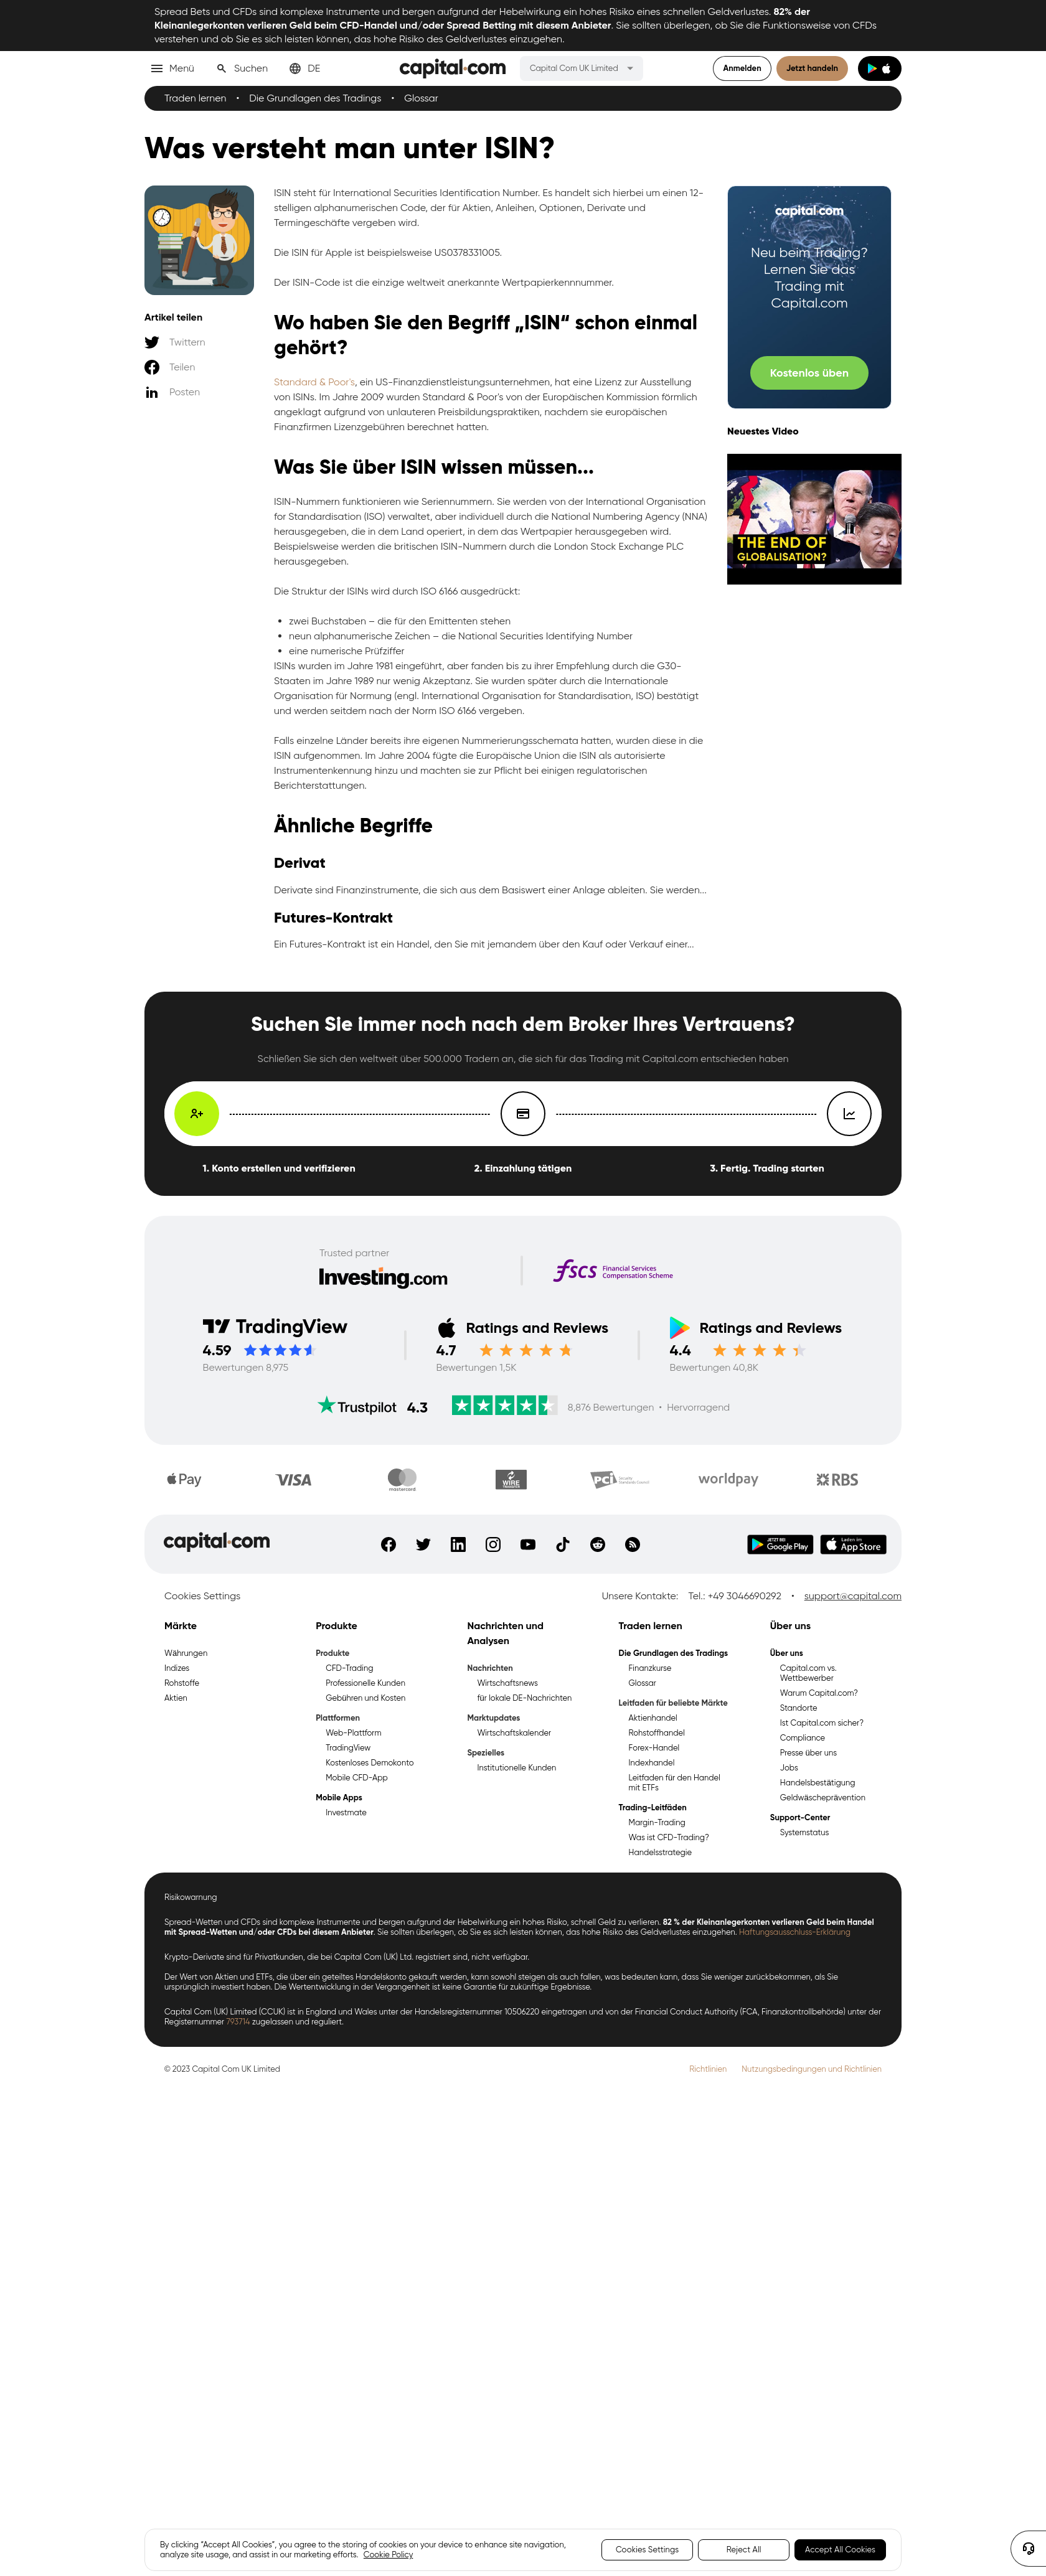 Spread Bets und CFDs sind komplexe Instrumente und bergen aufgrund der Hebelwirkung ein hohes Risiko eines schnellen Geldverlustes. 82% der
Kleinanlegerkonten verlieren Geld beim CFD-Handel und/oder Spread Betting mit diesem Anbieter. Sie sollten überlegen, ob Sie die Funktionsweise von CFDs
verstehen und ob Sie es sich leisten können, das hohe Risiko des Geldverlustes einzugehen.
Menü Suchen DE capital.com Capital Com UK Limited Anmelden Jetzt handeln
Traden lernen • Die Grundlagen des Tradings • Glossar
Was versteht man unter ISIN?
Artikel teilen
Twittern
Teilen
Posten
ISIN steht für International Securities Identification Number. Es handelt sich hierbei um einen 12-
stelligen alphanumerischen Code, der für Aktien, Anleihen, Optionen, Derivate und
Termingeschäfte vergeben wird.
Die ISIN für Apple ist beispielsweise US0378331005.
Der ISIN-Code ist die einzige weltweit anerkannte Wertpapierkennnummer.
Wo haben Sie den Begriff „ISIN“ schon einmal
gehört?
Standard & Poor's, ein US-Finanzdienstleistungsunternehmen, hat eine Lizenz zur Ausstellung
von ISINs. Im Jahre 2009 wurden Standard & Poor's von der Europäischen Kommission förmlich
angeklagt aufgrund von unlauteren Preisbildungspraktiken, nachdem sie europäischen
Finanzfirmen Lizenzgebühren berechnet hatten.
Was Sie über ISIN wissen müssen...
ISIN-Nummern funktionieren wie Seriennummern. Sie werden von der International Organisation
for Standardisation (ISO) verwaltet, aber individuell durch die National Numbering Agency (NNA)
herausgegeben, die in dem Land operiert, in dem das Wertpapier herausgegeben wird.
Beispielsweise werden die britischen ISIN-Nummern durch die London Stock Exchange PLC
herausgegeben.
Die Struktur der ISINs wird durch ISO 6166 ausgedrückt:
• zwei Buchstaben – die für den Emittenten stehen
• neun alphanumerische Zeichen – die National Securities Identifying Number
• eine numerische Prüfziffer
ISINs wurden im Jahre 1981 eingeführt, aber fanden bis zu ihrer Empfehlung durch die G30-
Staaten im Jahre 1989 nur wenig Akzeptanz. Sie wurden später durch die Internationale
Organisation für Normung (engl. International Organisation for Standardisation, ISO) bestätigt
und werden seitdem nach der Norm ISO 6166 vergeben.
Falls einzelne Länder bereits ihre eigenen Nummerierungsschemata hatten, wurden diese in die
ISIN aufgenommen. Im Jahre 2004 fügte die Europäische Union die ISIN als autorisierte
Instrumentenkennung hinzu und machten sie zur Pflicht bei einigen regulatorischen
Berichterstattungen.
Ähnliche Begriffe
Derivat
Derivate sind Finanzinstrumente, die sich aus dem Basiswert einer Anlage ableiten. Sie werden...
Futures-Kontrakt
Ein Futures-Kontrakt ist ein Handel, den Sie mit jemandem über den Kauf oder Verkauf einer...
capital.com
Neu beim Trading?
Lernen Sie das
Trading mit
Capital.com
Kostenlos üben
Neuestes Video
THE END OF
GLOBALISATION?
Suchen Sie immer noch nach dem Broker Ihres Vertrauens?
Schließen Sie sich den weltweit über 500.000 Tradern an, die sich für das Trading mit Capital.com entschieden haben
1. Konto erstellen und verifizieren 2. Einzahlung tätigen 3. Fertig. Trading starten
Trusted partner
Investing.com
fscs Financial Services
Compensation Scheme
TradingView
4.59
Bewertungen 8,975
Ratings and Reviews
4.7
Bewertungen 1,5K
Ratings and Reviews
4.4
Bewertungen 40,8K
Trustpilot 4.3 8,876 Bewertungen • Hervorragend
Pay VISA mastercard WIRE PCI Security
Standards Council worldpay RBS
capital.com JETZT BEI
Google Play Laden im
App Store
Cookies Settings Unsere Kontakte: Tel.: +49 3046690292 • support@capital.com
Märkte
Währungen
Indizes
Rohstoffe
Aktien
Produkte
Produkte
CFD-Trading
Professionelle Kunden
Gebühren und Kosten
Plattformen
Web-Plattform
TradingView
Kostenloses Demokonto
Mobile CFD-App
Mobile Apps
Investmate
Nachrichten und
Analysen
Nachrichten
Wirtschaftsnews
für lokale DE-Nachrichten
Marktupdates
Wirtschaftskalender
Spezielles
Institutionelle Kunden
Traden lernen
Die Grundlagen des Tradings
Finanzkurse
Glossar
Leitfaden für beliebte Märkte
Aktienhandel
Rohstoffhandel
Forex-Handel
Indexhandel
Leitfaden für den Handel
mit ETFs
Trading-Leitfäden
Margin-Trading
Was ist CFD-Trading?
Handelsstrategie
Über uns
Über uns
Capital.com vs.
Wettbewerber
Warum Capital.com?
Standorte
Ist Capital.com sicher?
Compliance
Presse über uns
Jobs
Handelsbestätigung
Geldwäscheprävention
Support-Center
Systemstatus
Risikowarnung
Spread-Wetten und CFDs sind komplexe Instrumente und bergen aufgrund der Hebelwirkung ein hohes Risiko, schnell Geld zu verlieren. 82 % der Kleinanlegerkonten verlieren Geld beim Handel
mit Spread-Wetten und/oder CFDs bei diesem Anbieter. Sie sollten überlegen, ob Sie es sich leisten können, das hohe Risiko des Geldverlustes einzugehen. Haftungsausschluss-Erklärung
Krypto-Derivate sind für Privatkunden, die bei Capital Com (UK) Ltd. registriert sind, nicht verfügbar.
Der Wert von Aktien und ETFs, die über ein geteiltes Handelskonto gekauft werden, kann sowohl steigen als auch fallen, was bedeuten kann, dass Sie weniger zurückbekommen, als Sie
ursprünglich investiert haben. Die Wertentwicklung in der Vergangenheit ist keine Garantie für zukünftige Ergebnisse.
Capital Com (UK) Limited (CCUK) ist in England und Wales unter der Handelsregisternummer 10506220 eingetragen und von der Financial Conduct Authority (FCA, Finanzkontrollbehörde) unter der
Registernummer 793714 zugelassen und reguliert.
© 2023 Capital Com UK Limited Richtlinien Nutzungsbedingungen und Richtlinien
By clicking “Accept All Cookies”, you agree to the storing of cookies on your device to enhance site navigation,
analyze site usage, and assist in our marketing efforts. Cookie Policy
Cookies Settings Reject All Accept All Cookies